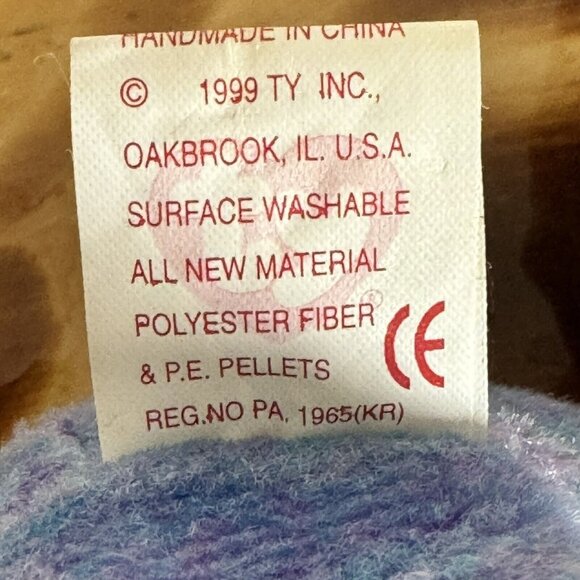 HANDMADE IN CHINA
© 1999 TY INC.,
OAKBROOK, IL. U.S.A.
SURFACE WASHABLE
ALL NEW MATERIAL
POLYESTER FIBER
& P.E. PELLETS
REG.NO PA. 1965(KR)
CE